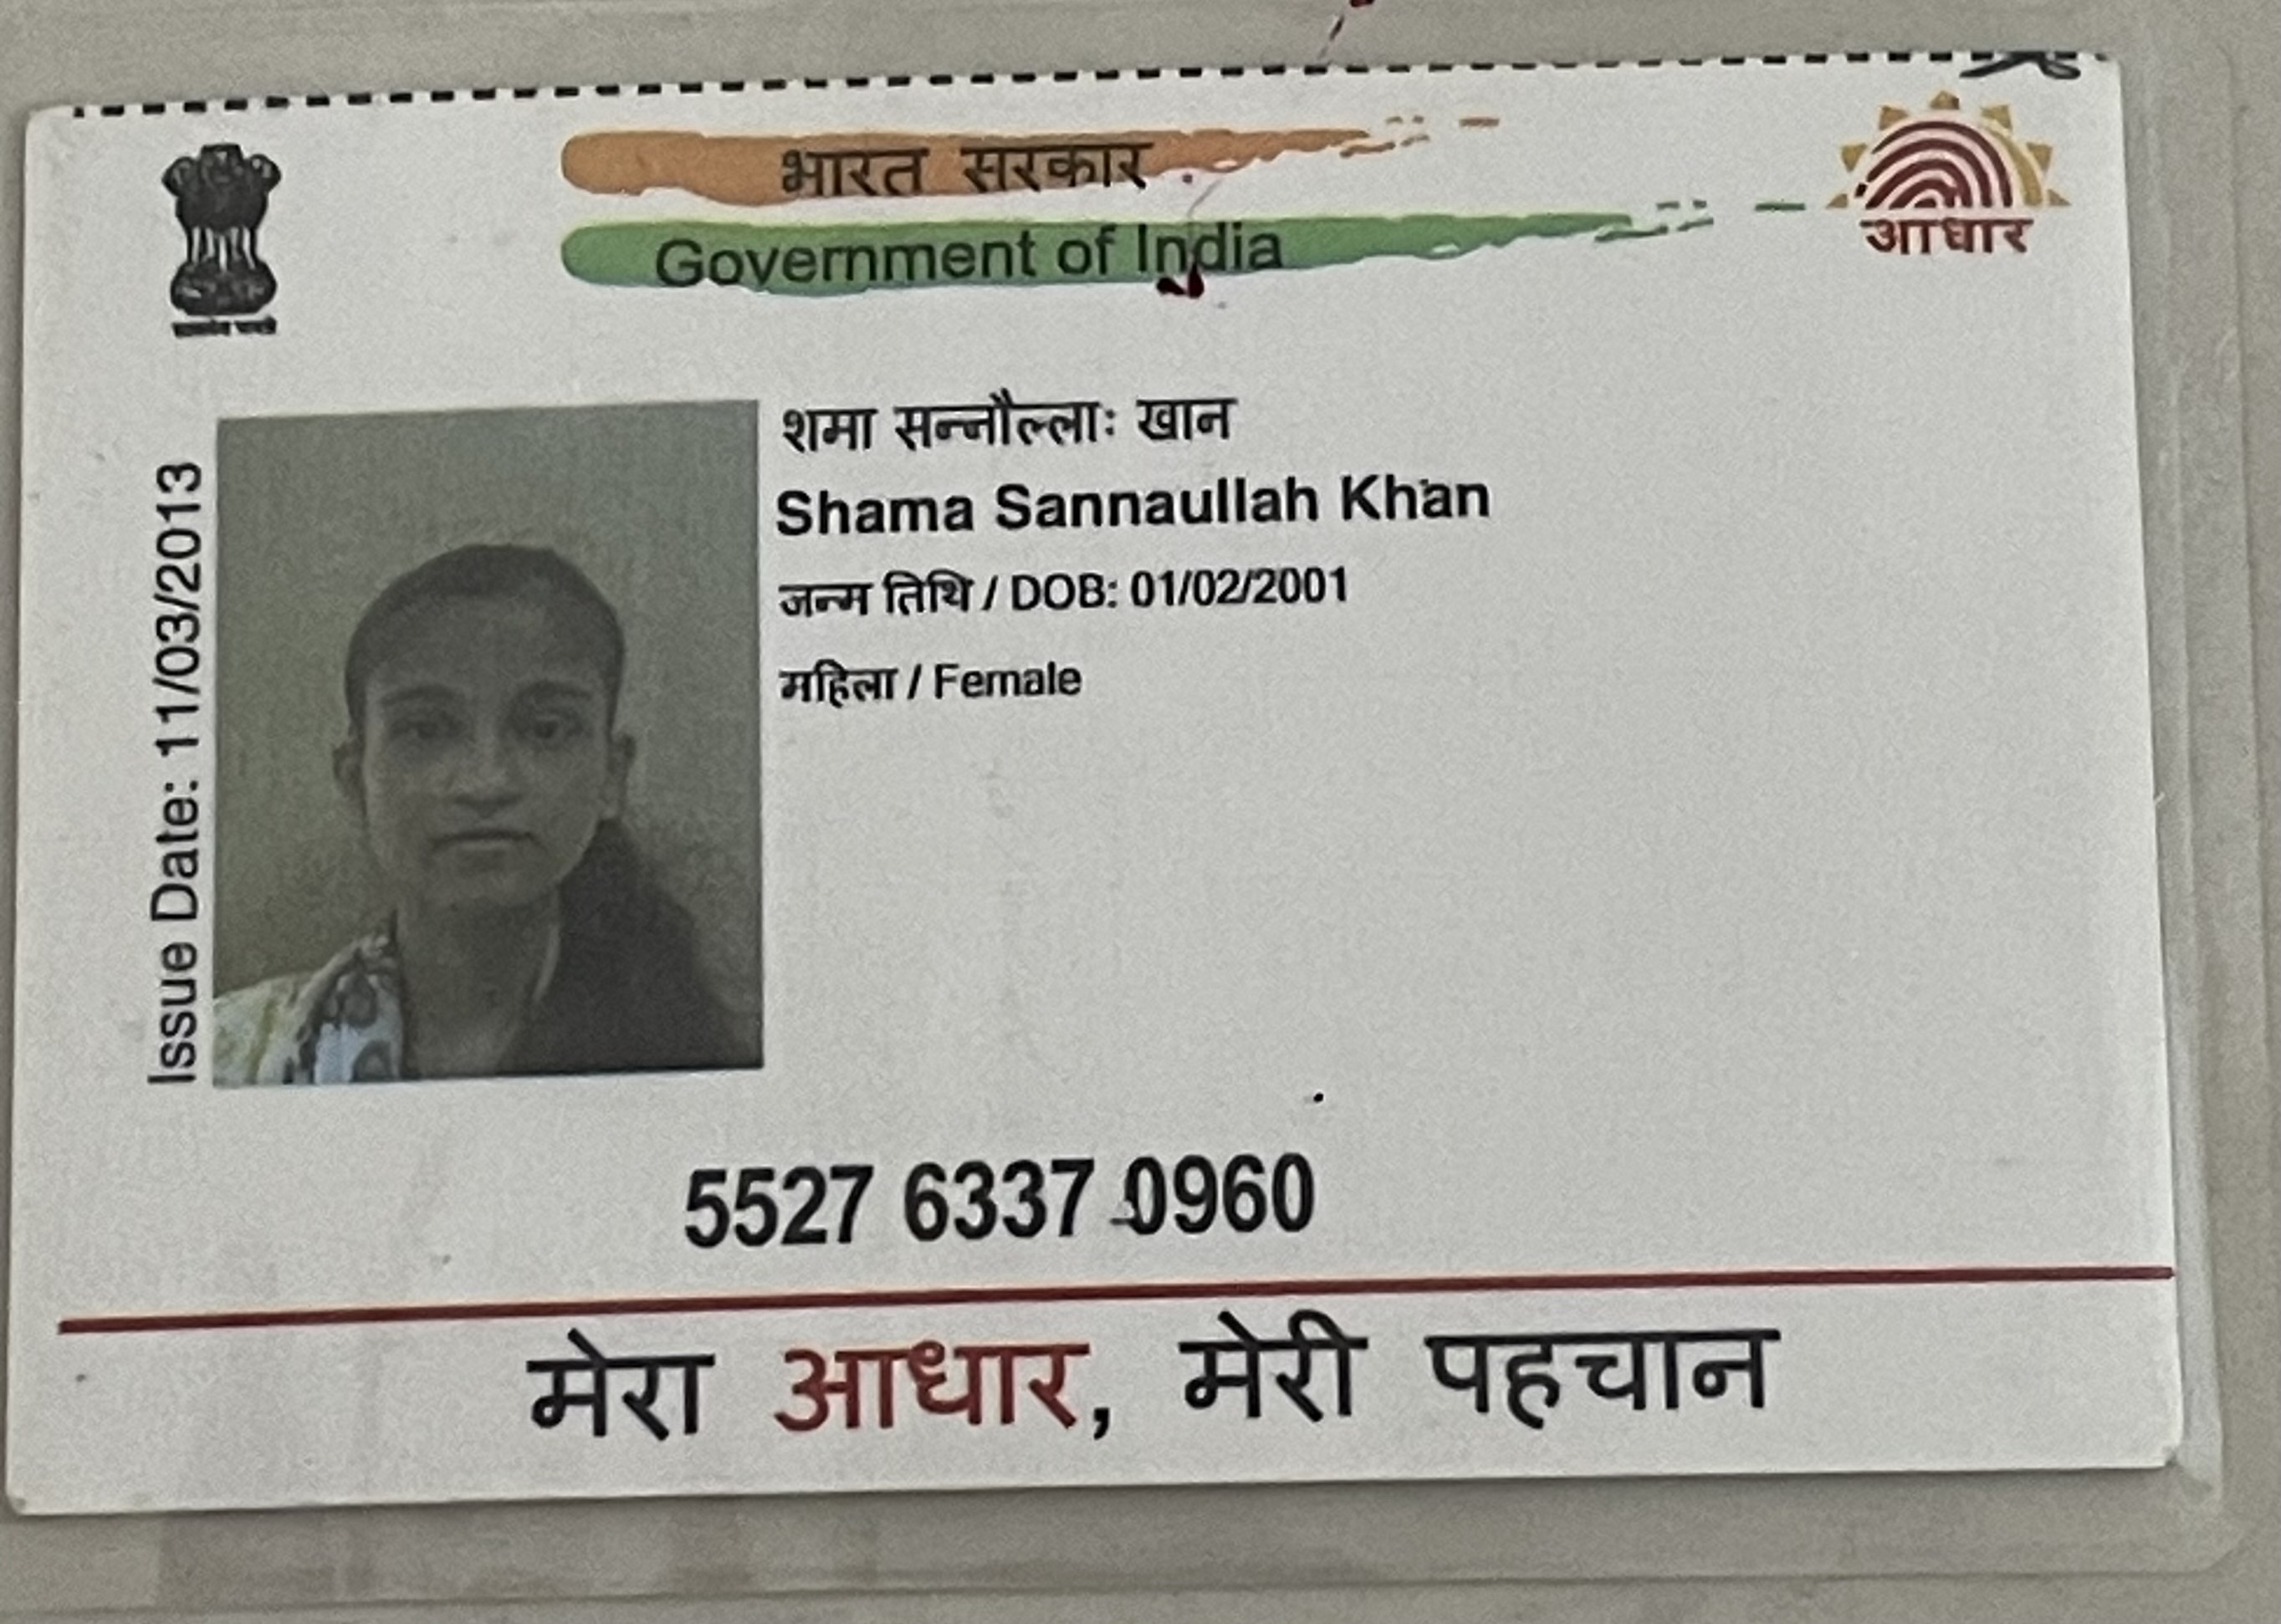 भारत सरकार
Government of India
आधार
Issue Date: 11/03/2013
शमा सन्नौल्लाः खान
Shama Sannaullah Khan
जन्म तिथि / DOB: 01/02/2001
महिला / Female
5527 6337 0960
मेरा आधार, मेरी पहचान